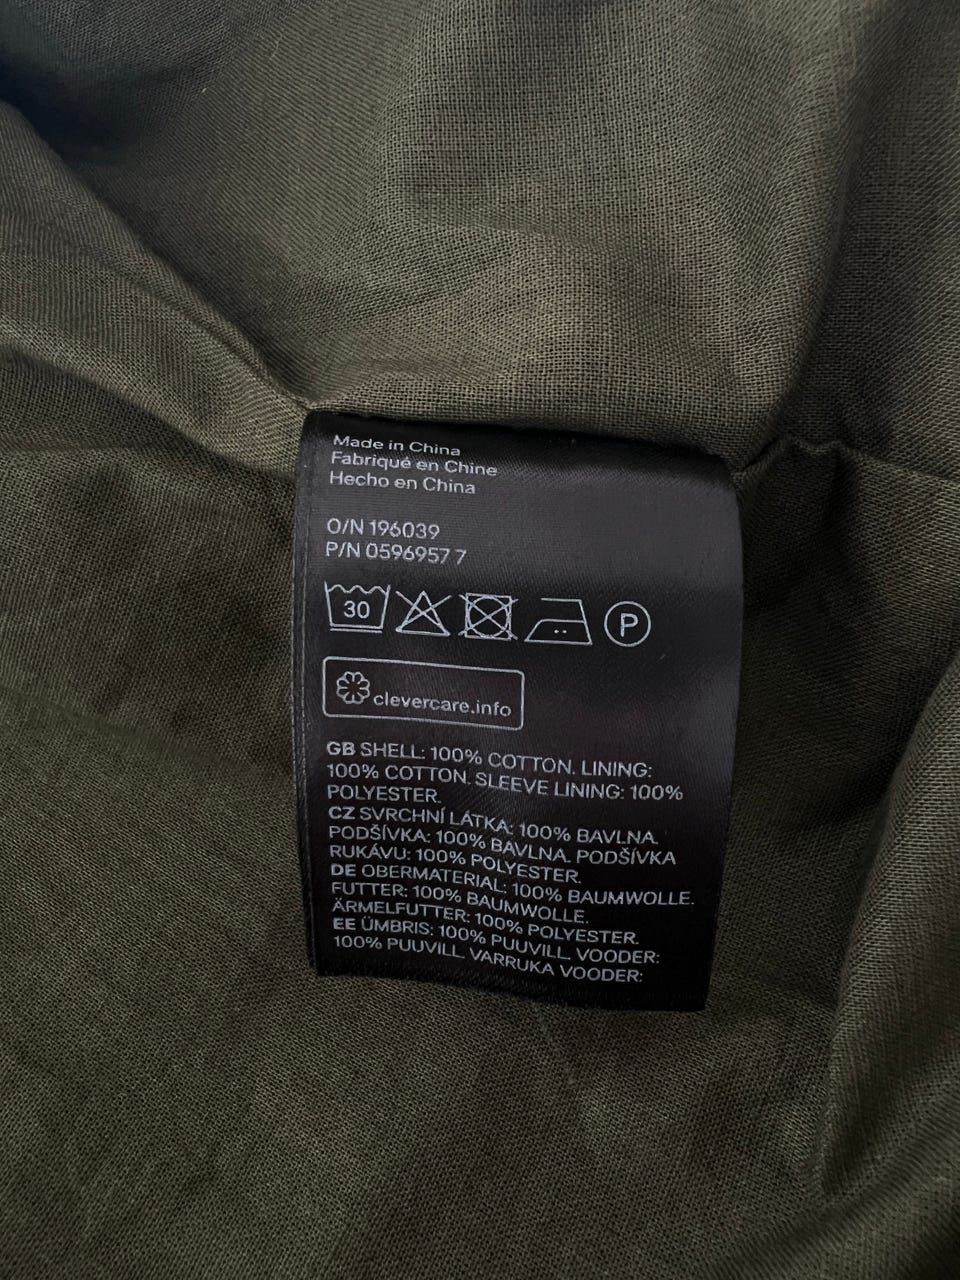 Made in China
Fabriqué en Chine
Hecho en China
O/N 196039
P/N 0596957 7
30
P
clevercare.info
GB SHELL: 100% COTTON. LINING:
100% COTTON. SLEEVE LINING: 100%
POLYESTER.
CZ SVRCHNÍ LÁTKA: 100% BAVLNA.
PODŠÍVKA: 100% BAVLNA. PODŠÍVKA
RUKÁVU: 100% POLYESTER.
DE OBERMATERIAL: 100% BAUMWOLLE.
FUTTER: 100% BAUMWOLLE.
ÄRMELFUTTER: 100% POLYESTER.
EE ÜMBRIS: 100% PUUVILL. VOODER:
100% PUUVILL. VARRUKA VOODER: